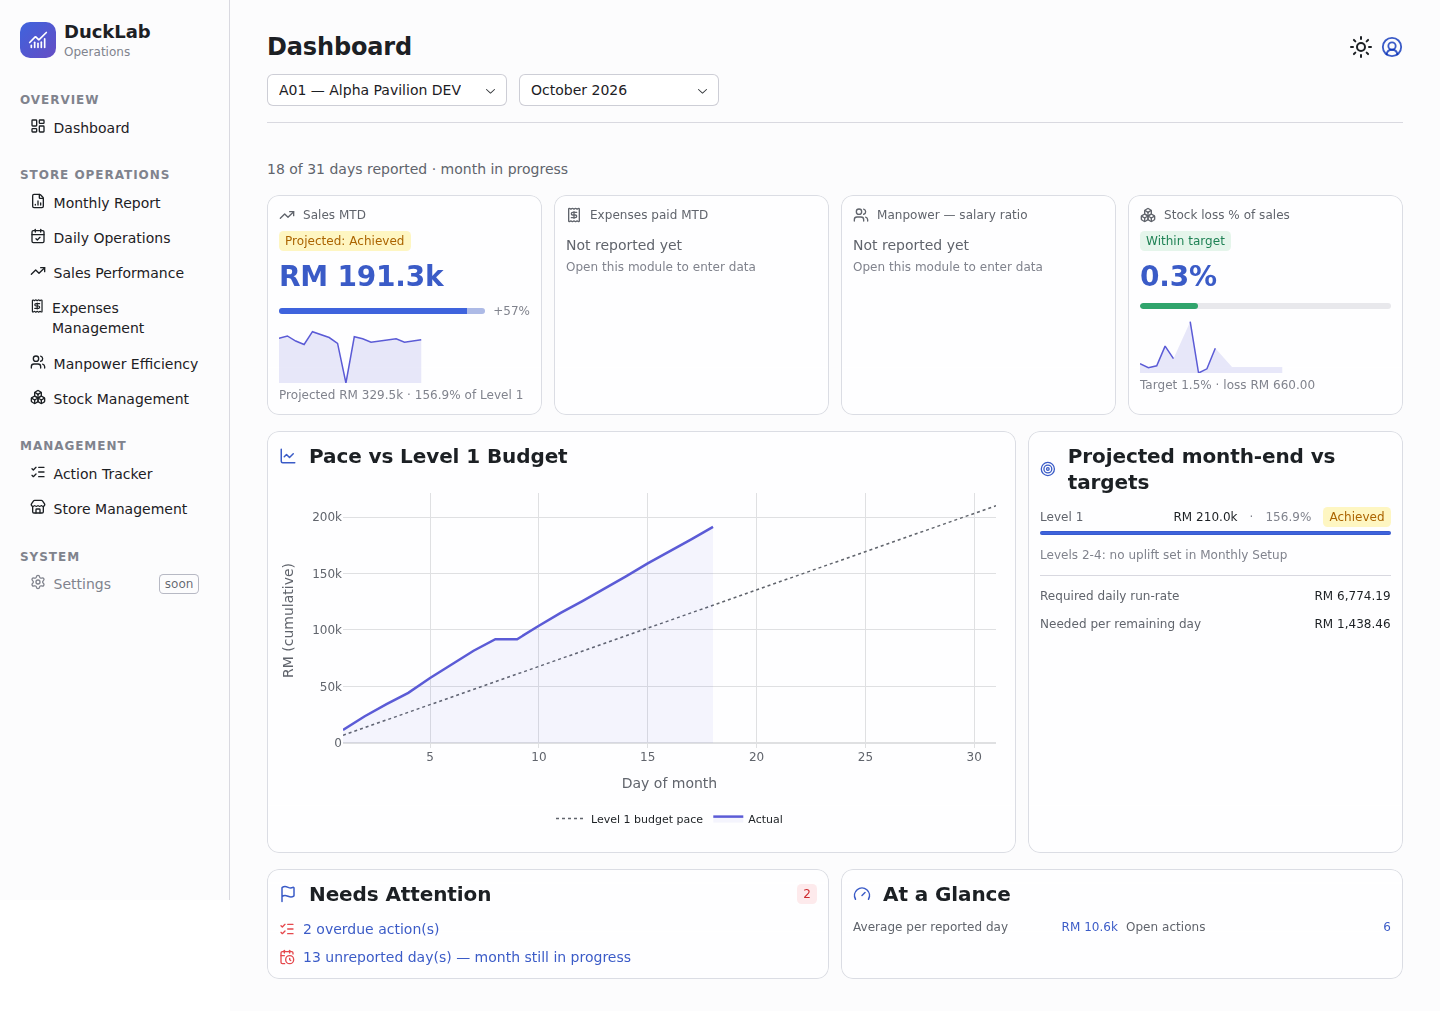 DuckLab
Operations
OVERVIEW
Dashboard
STORE OPERATIONS
Monthly Report
Daily Operations
Sales Performance
Expenses
Management
Manpower Efficiency
Stock Management
MANAGEMENT
Action Tracker
Store Management
SYSTEM
Settings soon
Dashboard
A01 — Alpha Pavilion DEV
October 2026
18 of 31 days reported · month in progress
Sales MTD
Projected: Achieved
RM 191.3k
+57%
Projected RM 329.5k · 156.9% of Level 1
Expenses paid MTD
Not reported yet
Open this module to enter data
Manpower — salary ratio
Not reported yet
Open this module to enter data
Stock loss % of sales
Within target
0.3%
Target 1.5% · loss RM 660.00
Pace vs Level 1 Budget
RM (cumulative)
200k
150k
100k
50k
0
5 10 15 20 25 30
Day of month
Level 1 budget pace Actual
Projected month-end vs
targets
Level 1 RM 210.0k · 156.9% Achieved
Levels 2-4: no uplift set in Monthly Setup
Required daily run-rate RM 6,774.19
Needed per remaining day RM 1,438.46
Needs Attention 2
2 overdue action(s)
13 unreported day(s) — month still in progress
At a Glance
Average per reported day RM 10.6k Open actions 6